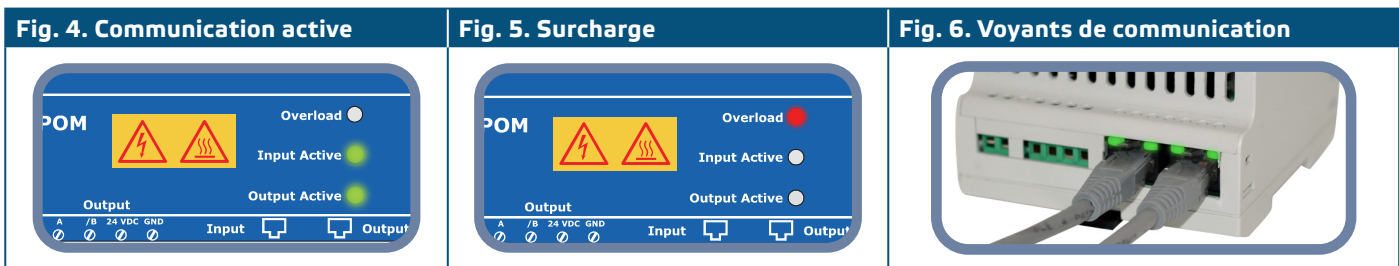 Fig. 4. Communication active
Fig. 5. Surcharge
Fig. 6. Voyants de communication
POM
Overload
Input Active
Output Active
Output
A /B 24 VDC GND
Input
Output
POM
Overload
Input Active
Output Active
Output
A /B 24 VDC GND
Input
Output